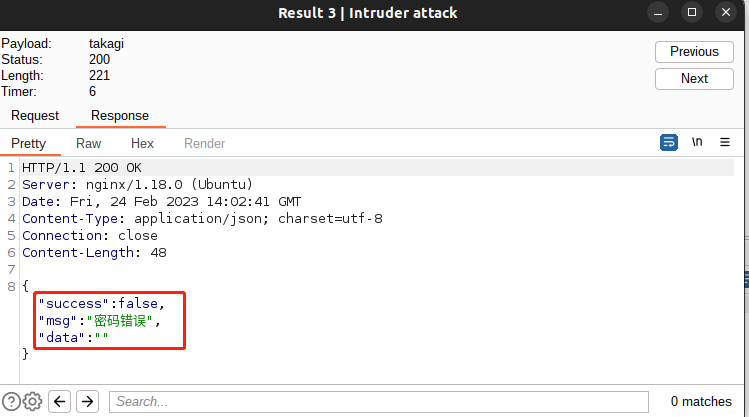 Result 3 | Intruder attack
Payload: takagi
Status: 200
Length: 221
Timer: 6
Previous
Next
Request Response
Pretty Raw Hex Render \n
1 HTTP/1.1 200 OK
2 Server: nginx/1.18.0 (Ubuntu)
3 Date: Fri, 24 Feb 2023 14:02:41 GMT
4 Content-Type: application/json; charset=utf-8
5 Connection: close
6 Content-Length: 48
7
8 {
"success":false,
"msg":"密码错误",
"data":""
}
Search... 0 matches